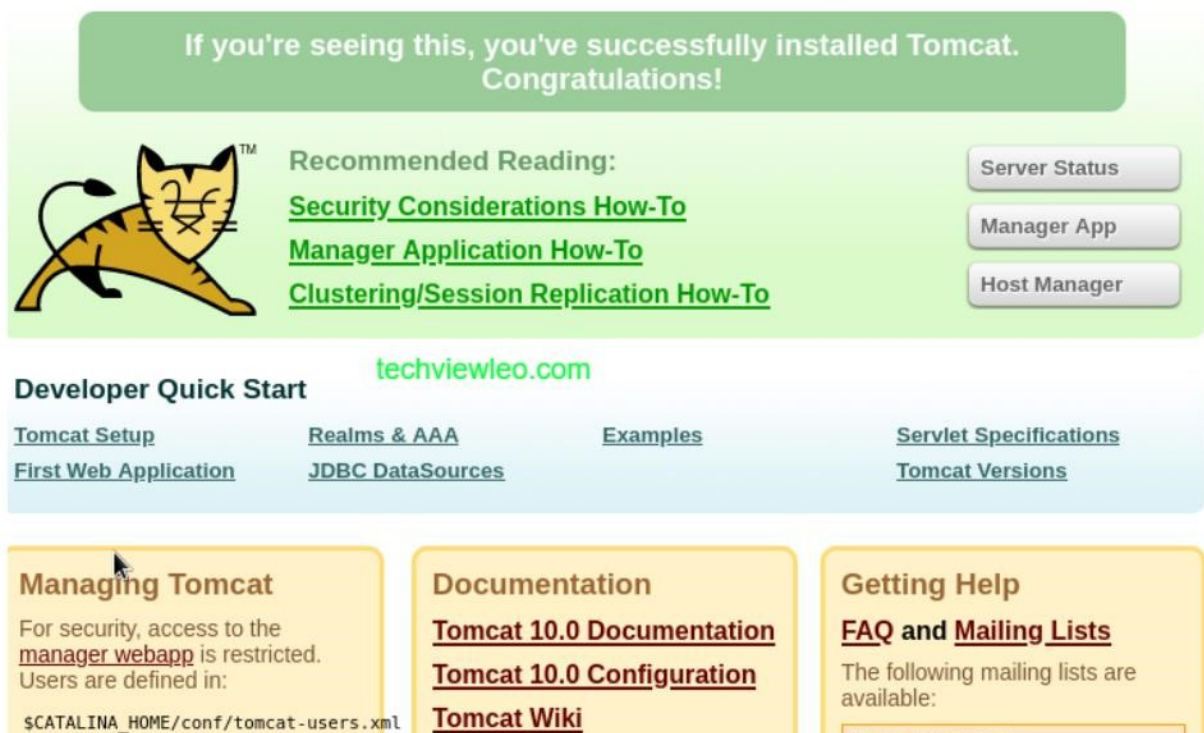 If you're seeing this, you've successfully installed Tomcat.
Congratulations!
TM
Recommended Reading:
Security Considerations How-To
Manager Application How-To
Clustering/Session Replication How-To
Server Status
Manager App
Host Manager
techviewleo.com
Developer Quick Start
Tomcat Setup
First Web Application
Realms & AAA
JDBC DataSources
Examples
Servlet Specifications
Tomcat Versions
Managing Tomcat
For security, access to the
manager webapp is restricted.
Users are defined in:
$CATALINA_HOME/conf/tomcat-users.xml
Documentation
Tomcat 10.0 Documentation
Tomcat 10.0 Configuration
Tomcat Wiki
Getting Help
FAQ and Mailing Lists
The following mailing lists are
available: